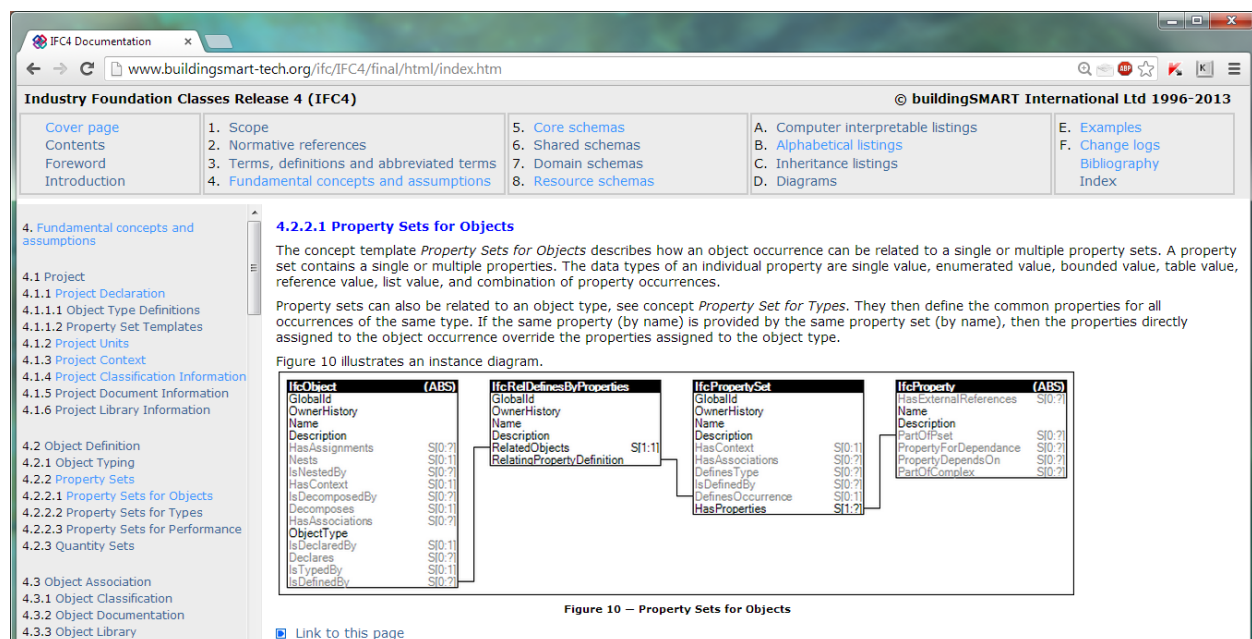 IFC4 Documentation
www.buildingsmart-tech.org/ifc/IFC4/final/html/index.htm
Industry Foundation Classes Release 4 (IFC4)
© buildingSMART International Ltd 1996-2013
Cover page
Contents
Foreword
Introduction
1. Scope
2. Normative references
3. Terms, definitions and abbreviated terms
4. Fundamental concepts and assumptions
5. Core schemas
6. Shared schemas
7. Domain schemas
8. Resource schemas
A. Computer interpretable listings
B. Alphabetical listings
C. Inheritance listings
D. Diagrams
E. Examples
F. Change logs
Bibliography
Index
4. Fundamental concepts and
assumptions
4.1 Project
4.1.1 Project Declaration
4.1.1.1 Object Type Definitions
4.1.1.2 Property Set Templates
4.1.2 Project Units
4.1.3 Project Context
4.1.4 Project Classification Information
4.1.5 Project Document Information
4.1.6 Project Library Information
4.2 Object Definition
4.2.1 Object Typing
4.2.2 Property Sets
4.2.2.1 Property Sets for Objects
4.2.2.2 Property Sets for Types
4.2.2.3 Property Sets for Performance
4.2.3 Quantity Sets
4.3 Object Association
4.3.1 Object Classification
4.3.2 Object Documentation
4.3.3 Object Library
4.2.2.1 Property Sets for Objects
The concept template Property Sets for Objects describes how an object occurrence can be related to a single or multiple property sets. A property
set contains a single or multiple properties. The data types of an individual property are single value, enumerated value, bounded value, table value,
reference value, list value, and combination of property occurrences.
Property sets can also be related to an object type, see concept Property Set for Types. They then define the common properties for all
occurrences of the same type. If the same property (by name) is provided by the same property set (by name), then the properties directly
assigned to the object occurrence override the properties assigned to the object type.
Figure 10 illustrates an instance diagram.
IfcObject (ABS)
GlobalId
OwnerHistory
Name
Description
HasAssignments S[0:?]
Nests S[0:1]
IsNestedBy S[0:?]
HasContext S[0:1]
IsDecomposedBy S[0:?]
Decomposes S[0:1]
HasAssociations S[0:?]
ObjectType
IsDeclaredBy S[0:1]
Declares S[0:?]
IsTypedBy S[0:1]
IsDefinedBy S[0:?]
IfcRelDefinesByProperties
GlobalId
OwnerHistory
Name
Description
RelatedObjects S[1:1]
RelatingPropertyDefinition
IfcPropertySet
GlobalId
OwnerHistory
Name
Description
HasContext S[0:1]
HasAssociations S[0:?]
DefinesType S[0:?]
IsDefinedBy S[0:?]
DefinesOccurrence S[0:1]
HasProperties S[1:?]
IfcProperty (ABS)
HasExternalReferences S[0:?]
Name
Description
PartOfPset S[0:?]
PropertyForDependance S[0:?]
PropertyDependsOn S[0:?]
PartOfComplex S[0:?]
Figure 10 — Property Sets for Objects
Link to this page